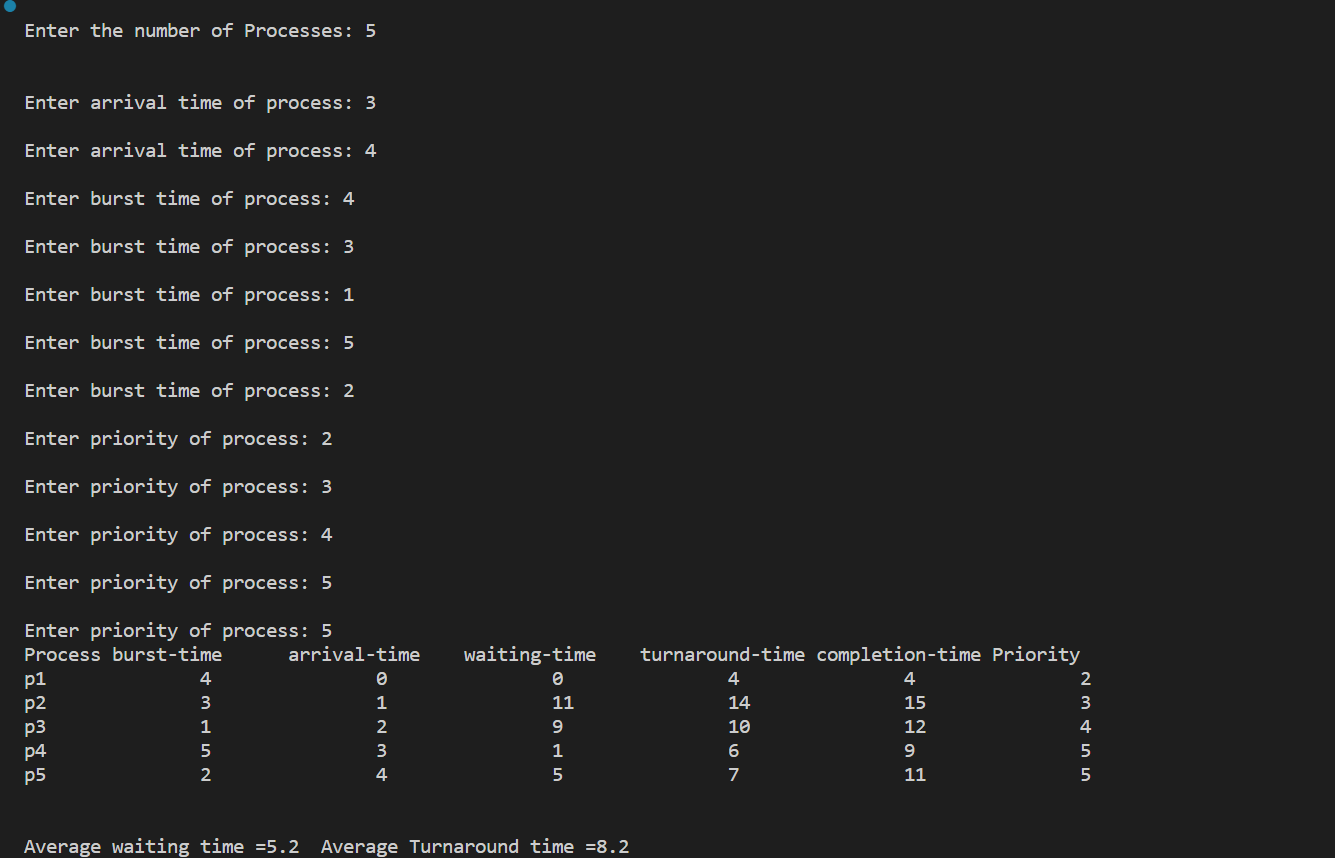 Enter the number of Processes: 5
Enter arrival time of process: 3
Enter arrival time of process: 4
Enter burst time of process: 4
Enter burst time of process: 3
Enter burst time of process: 1
Enter burst time of process: 5
Enter burst time of process: 2
Enter priority of process: 2
Enter priority of process: 3
Enter priority of process: 4
Enter priority of process: 5
Enter priority of process: 5
Process burst-time arrival-time waiting-time turnaround-time completion-time Priority
p1 4 0 0 4 4 2
p2 3 1 11 14 15 3
p3 1 2 9 10 12 4
p4 5 3 1 6 9 5
p5 2 4 5 7 11 5
Average waiting time =5.2 Average Turnaround time =8.2